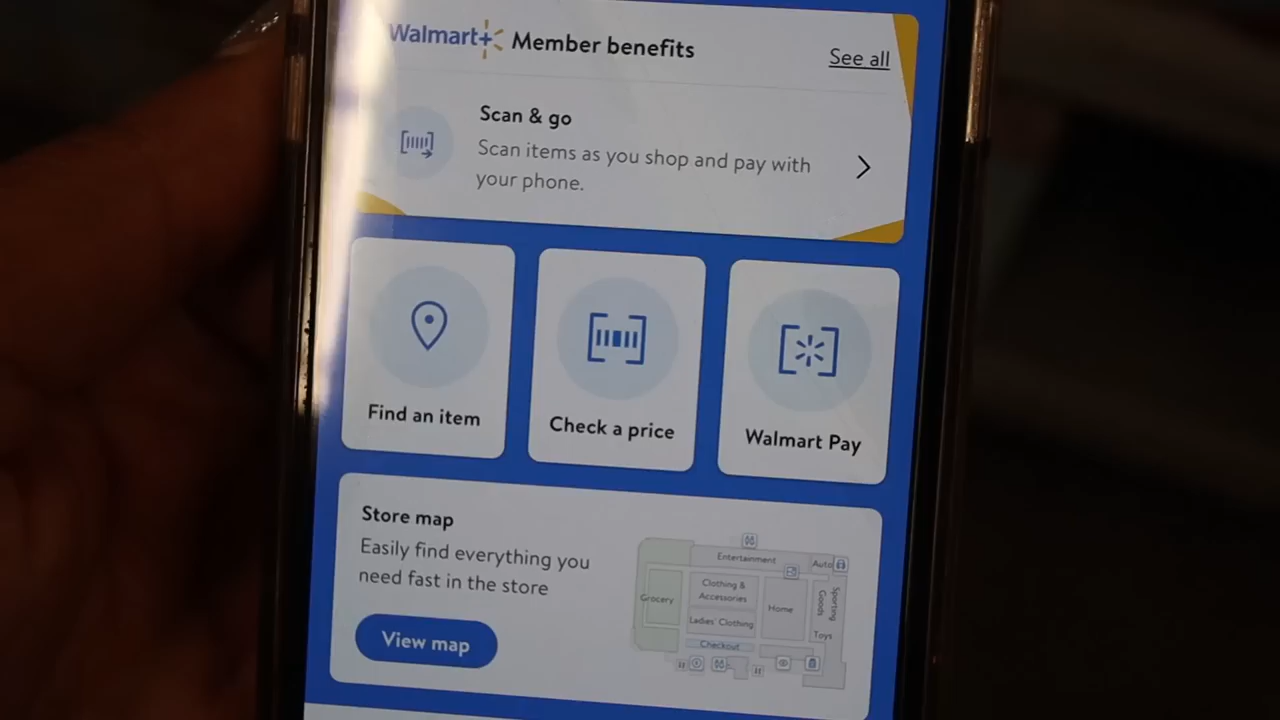 Walmart+ Member benefits
See all
Scan & go
Scan items as you shop and pay with
your phone.
Find an item
Check a price
Walmart Pay
Store map
Easily find everything you
need fast in the store
View map
Entertainment
Auto
Clothing &
Accessories
Grocery
Home
Sporting
Goods
Ladies' Clothing
Toys
Checkout